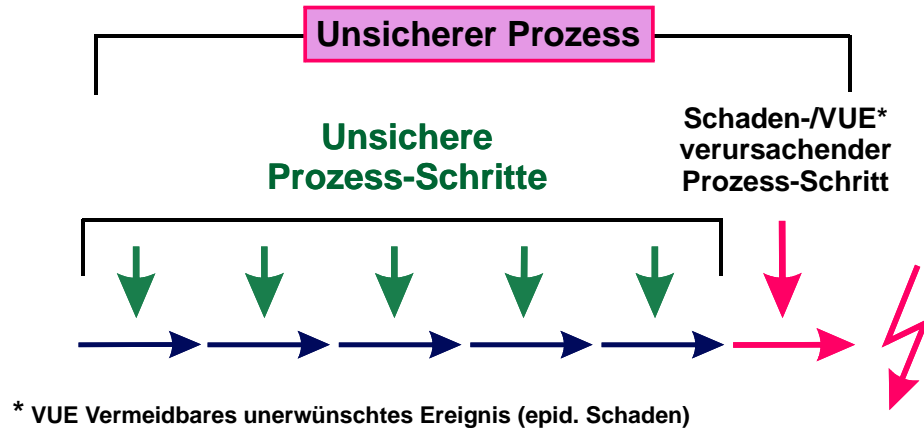 Unsicherer Prozess
Unsichere
Prozess-Schritte
Schaden-/VUE*
verursachender
Prozess-Schritt
* VUE Vermeidbares unerwünschtes Ereignis (epid. Schaden)